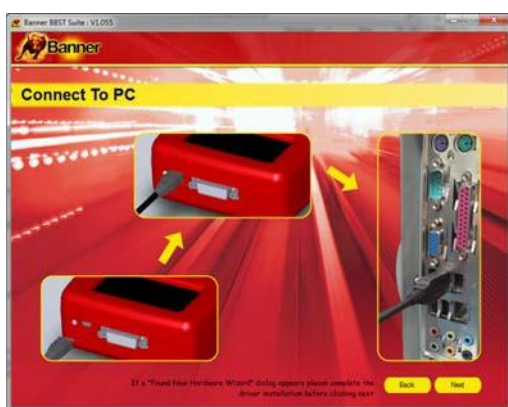 Banner BBST Suite : V1.055
Banner
Connect To PC
If a "Found New Hardware Wizard" dialog appears please complete the
driver installation before clicking next
Back
Next